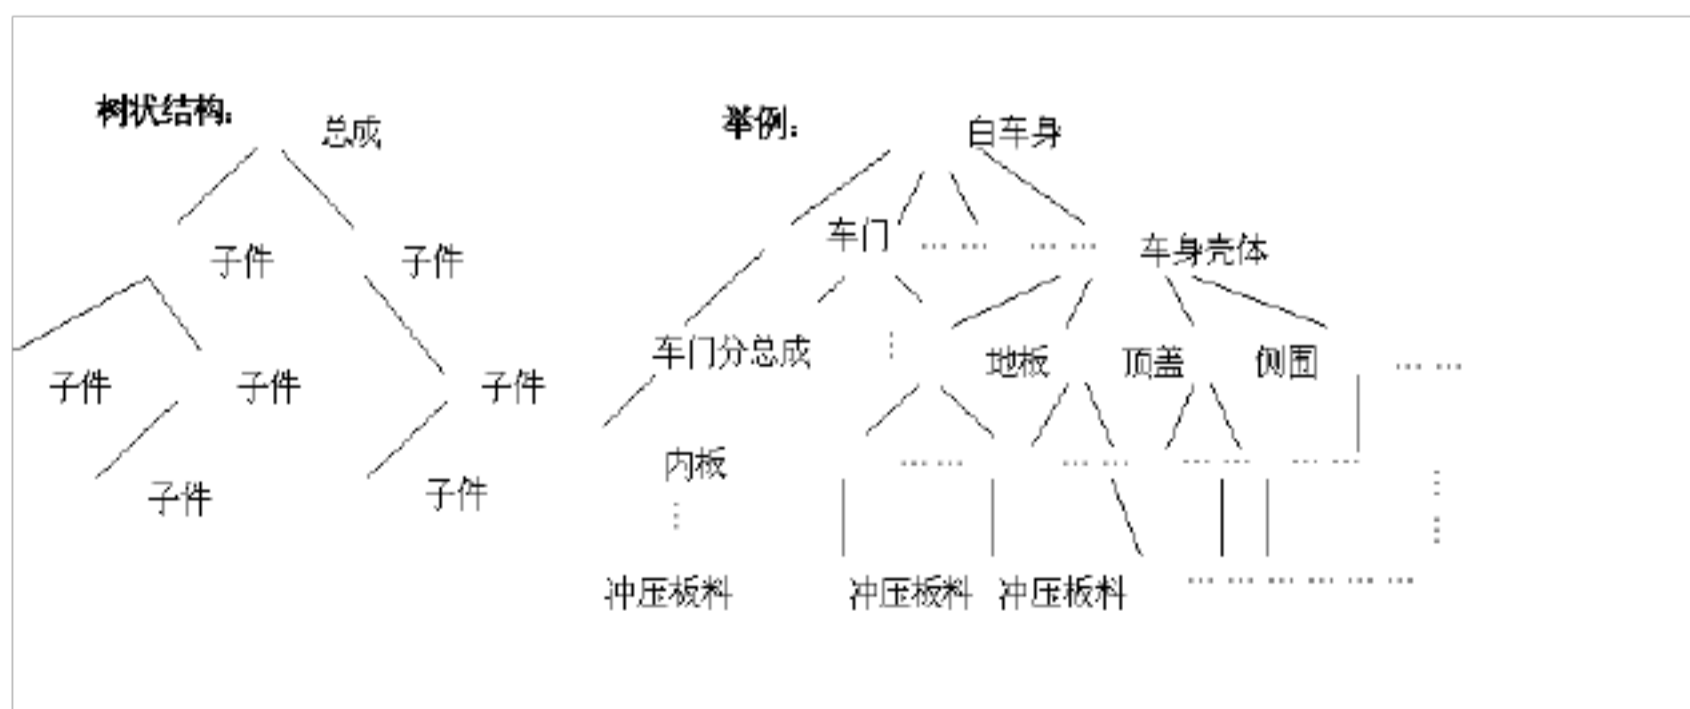 树状结构：
总成
子件 子件
子件 子件 子件
子件 子件
举例：
白车身
车门 …… …… 车身壳体
车门分总成 …… 地板 顶盖 侧围 ……
内板 …… …… …… ……
……
冲压板料 冲压板料 冲压板料 ………………